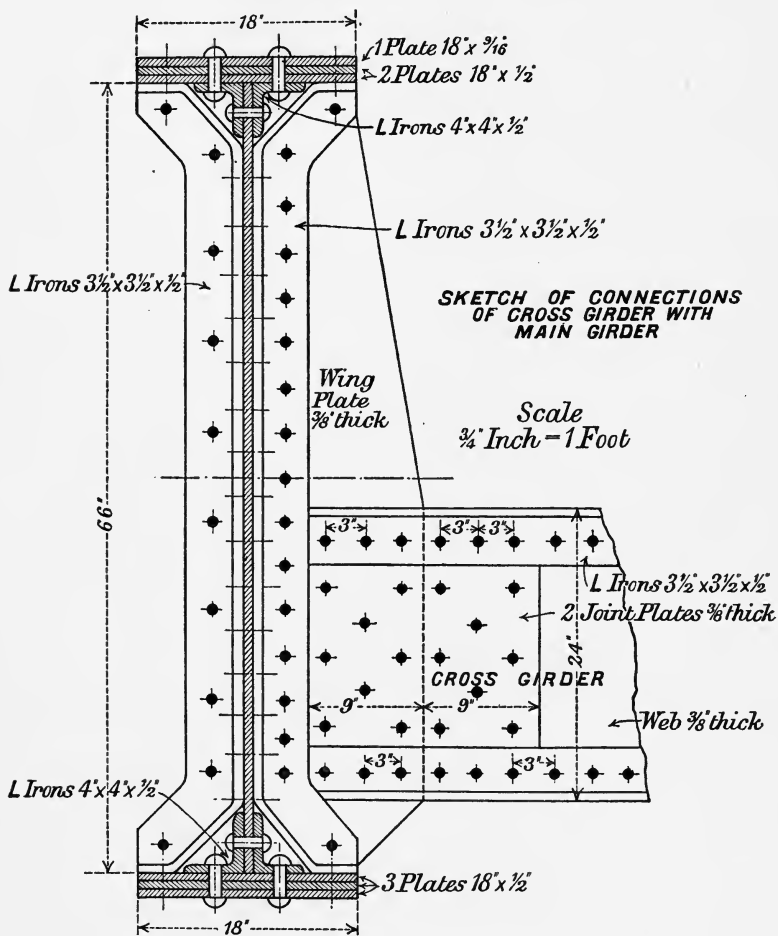 18"
1 Plate 18" x 9/16"
2 Plates 18" x 1/2"
L Irons 4" x 4" x 1/2"
L Irons 3 1/2" x 3 1/2" x 1/2"
L Irons 3 1/2" x 3 1/2" x 1/2"
SKETCH OF CONNECTIONS
OF CROSS GIRDER WITH
MAIN GIRDER
Wing
Plate
3/8" thick
Scale
3/4" Inch = 1 Foot
66"
3"
3"
3"
L Irons 3 1/2" x 3 1/2" x 1/2"
2 Joint Plates 3/8" thick
24"
CROSS GIRDER
9"
9"
Web 3/8" thick
3"
3"
L Irons 4" x 4" x 1/2"
3 Plates 18" x 1/2"
18"